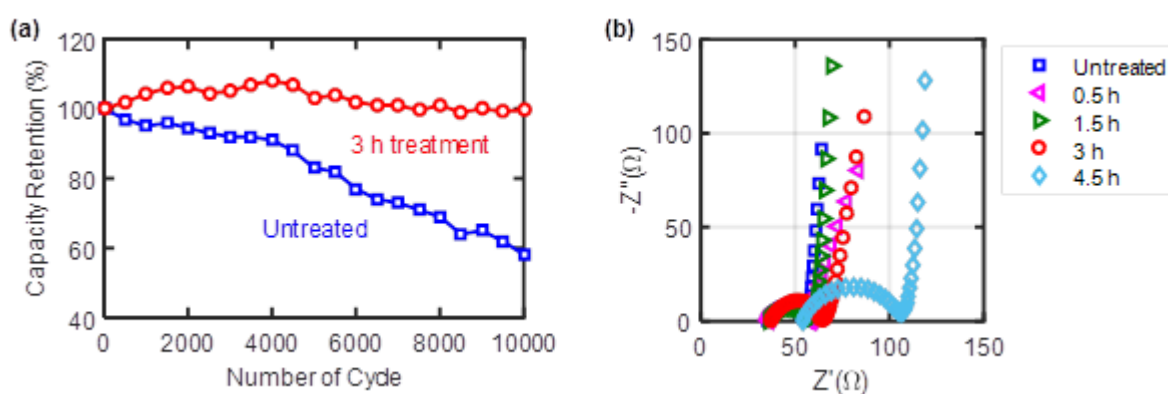 (a)
120
100
80
60
40
Capacity Retention (%)
3 h treatment
Untreated
0
2000
4000
6000
8000
10000
Number of Cycle
(b)
150
100
50
0
-Z"(Ω)
0
50
100
150
Z'(Ω)
Untreated
0.5 h
1.5 h
3 h
4.5 h